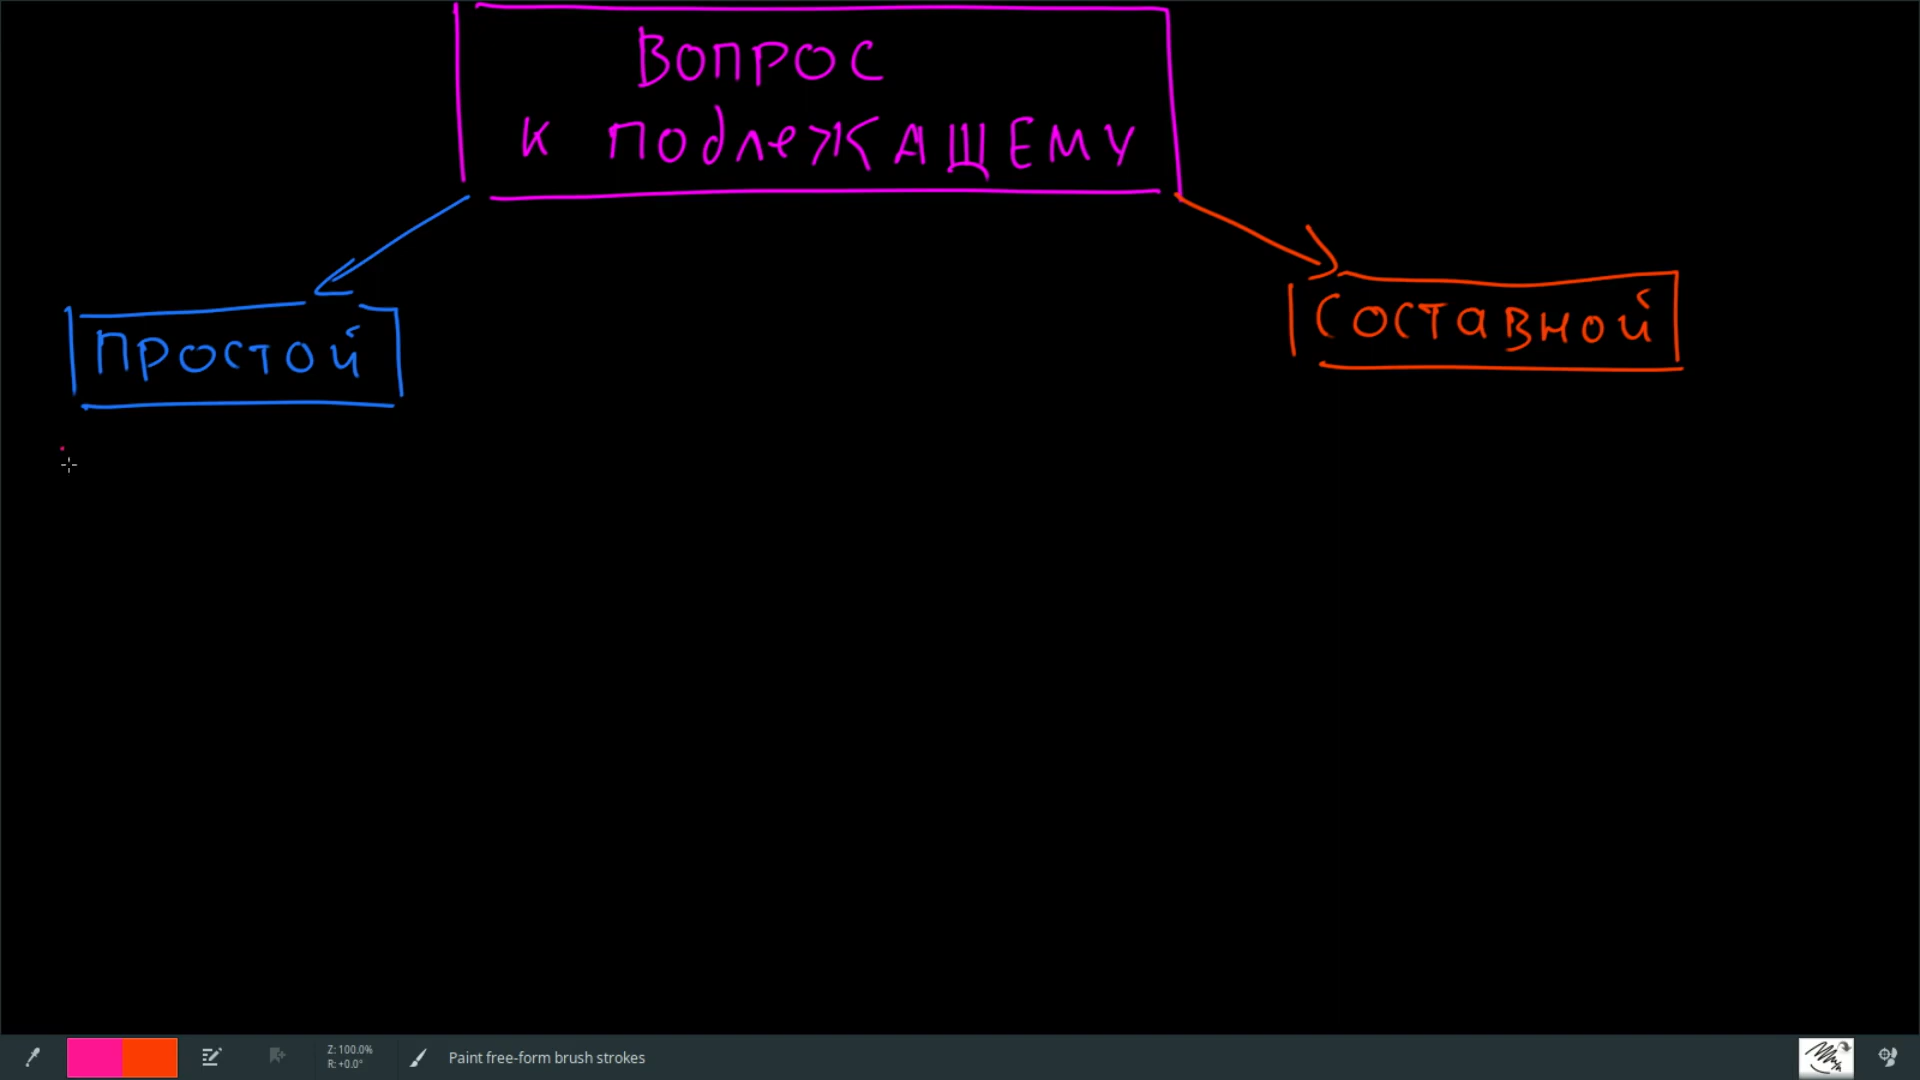 ВОПРОС
К ПОДЛЕЖАЩЕМУ
ПРОСТОЙ
СОСТАВНОЙ
Z: 100.0%
R: +0.0°
Paint free-form brush strokes